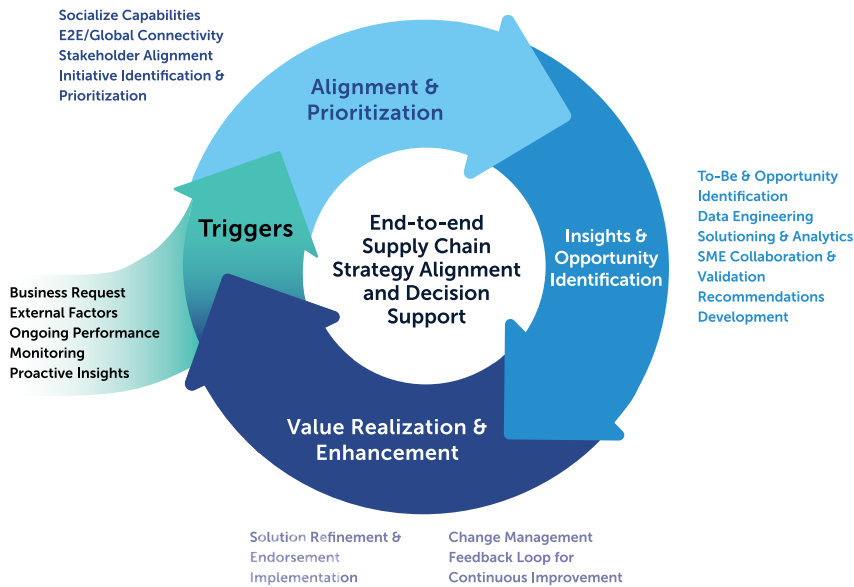 Socialize Capabilities
E2E/Global Connectivity
Stakeholder Alignment
Initiative Identification &
Prioritization
Alignment &
Prioritization
Triggers
Business Request
External Factors
Ongoing Performance
Monitoring
Proactive Insights
End-to-end
Supply Chain
Strategy Alignment
and Decision
Support
Insights &
Opportunity
Identification
To-Be & Opportunity
Identification
Data Engineering
Solutioning & Analytics
SME Collaboration &
Validation
Recommendations
Development
Value Realization &
Enhancement
Solution Refinement &
Endorsement
Implementation
Change Management
Feedback Loop for
Continuous Improvement